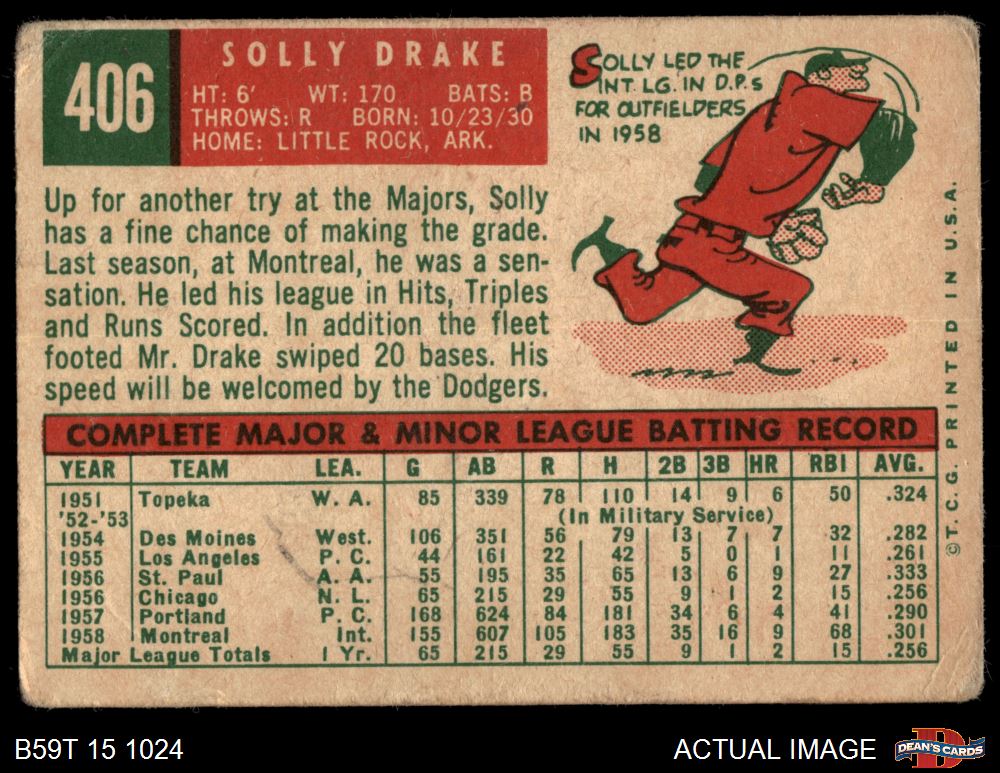 406
SOLLY DRAKE
HT: 6' WT: 170 BATS: B
THROWS: R BORN: 10/23/30
HOME: LITTLE ROCK, ARK.
SOLLY LED THE
INT. LG. IN D.P.s
FOR OUTFIELDERS
IN 1958
Up for another try at the Majors, Solly
has a fine chance of making the grade.
Last season, at Montreal, he was a sen-
sation. He led his league in Hits, Triples
and Runs Scored. In addition the fleet
footed Mr. Drake swiped 20 bases. His
speed will be welcomed by the Dodgers.
COMPLETE MAJOR & MINOR LEAGUE BATTING RECORD
YEAR TEAM LEA. G AB R H 2B 3B HR RBI AVG.
1951 Topeka W. A. 85 339 78 110 14 9 6 50 .324
'52-'53 (In Military Service)
1954 Des Moines West. 106 351 56 79 13 7 7 32 .282
1955 Los Angeles P. C. 44 161 22 42 5 0 1 11 .261
1956 St. Paul A. A. 55 195 35 65 13 6 9 27 .333
1956 Chicago N. L. 65 215 29 55 9 1 2 15 .256
1957 Portland P. C. 168 624 84 181 34 6 4 41 .290
1958 Montreal Int. 155 607 105 183 35 16 9 68 .301
Major League Totals 1 Yr. 65 215 29 55 9 1 2 15 .256
©T. C. G. PRINTED IN U.S.A.
B59T 15 1024
ACTUAL IMAGE
D
DEAN'S CARDS